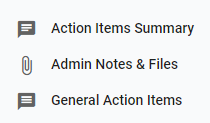 Action Items Summary
Admin Notes & Files
General Action Items